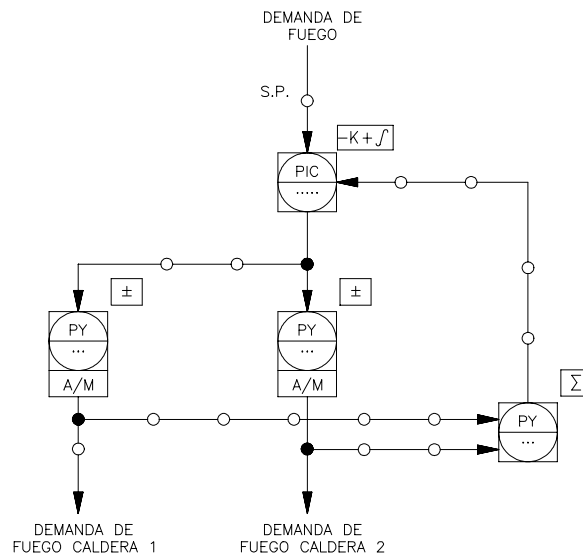 DEMANDA DE
FUEGO
S.P.
-K+∫
PIC
.....
±
±
PY
...
A/M
PY
...
A/M
Σ
PY
...
DEMANDA DE
FUEGO CALDERA 1
DEMANDA DE
FUEGO CALDERA 2